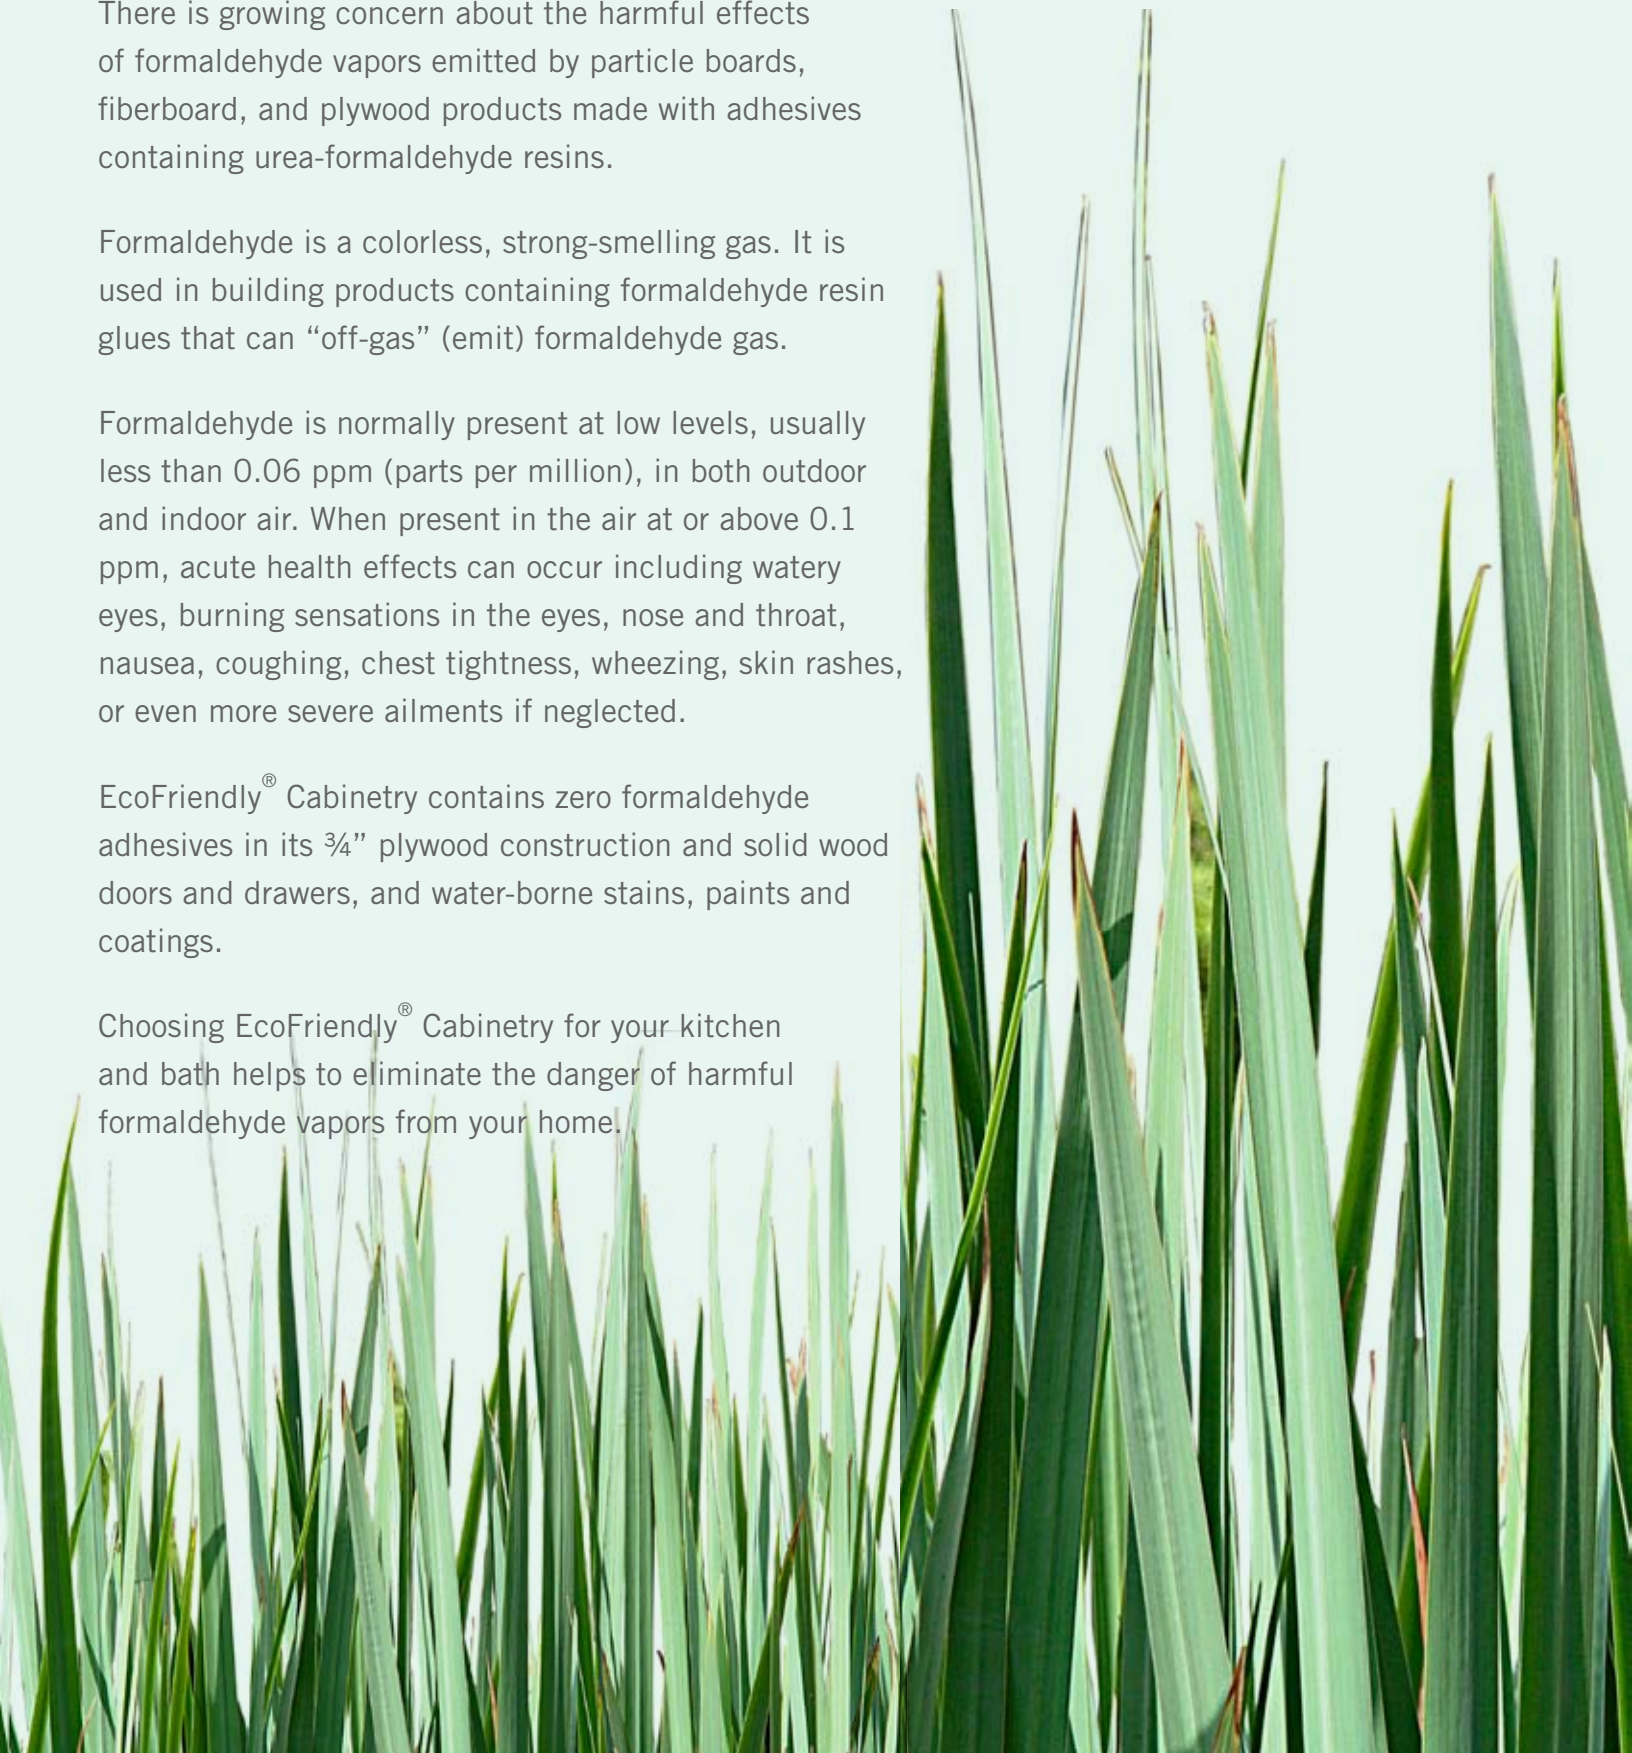 There is growing concern about the harmful effects
of formaldehyde vapors emitted by particle boards,
fiberboard, and plywood products made with adhesives
containing urea-formaldehyde resins.
Formaldehyde is a colorless, strong-smelling gas. It is
used in building products containing formaldehyde resin
glues that can “off-gas” (emit) formaldehyde gas.
Formaldehyde is normally present at low levels, usually
less than 0.06 ppm (parts per million), in both outdoor
and indoor air. When present in the air at or above 0.1
ppm, acute health effects can occur including watery
eyes, burning sensations in the eyes, nose and throat,
nausea, coughing, chest tightness, wheezing, skin rashes,
or even more severe ailments if neglected.
EcoFriendly® Cabinetry contains zero formaldehyde
adhesives in its ¾” plywood construction and solid wood
doors and drawers, and water-borne stains, paints and
coatings.
Choosing EcoFriendly® Cabinetry for your kitchen
and bath helps to eliminate the danger of harmful
formaldehyde vapors from your home.